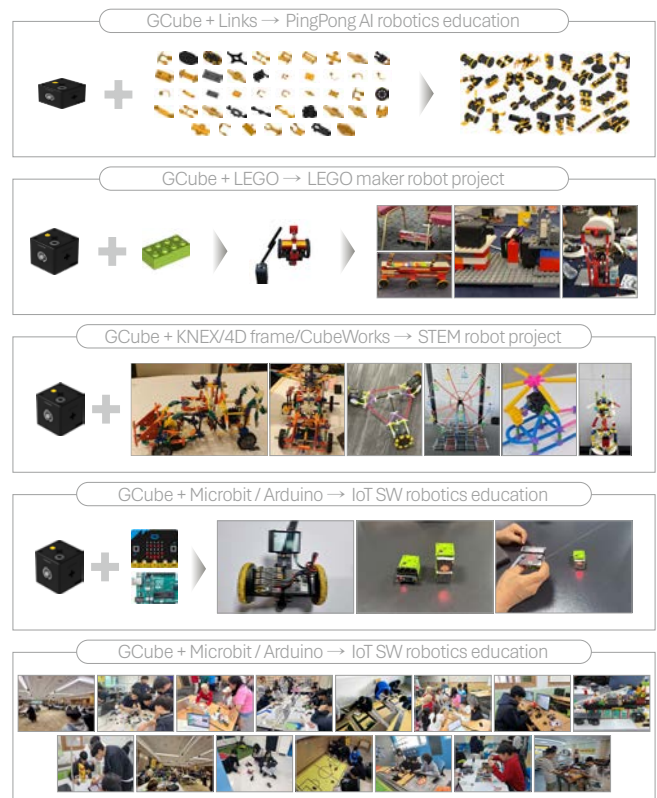 GCube + Links → PingPong AI robotics education
GCube + LEGO → LEGO maker robot project
GCube + KNEX/4D frame/CubeWorks → STEM robot project
GCube + Microbit / Arduino → IoT SW robotics education
GCube + Microbit / Arduino → IoT SW robotics education